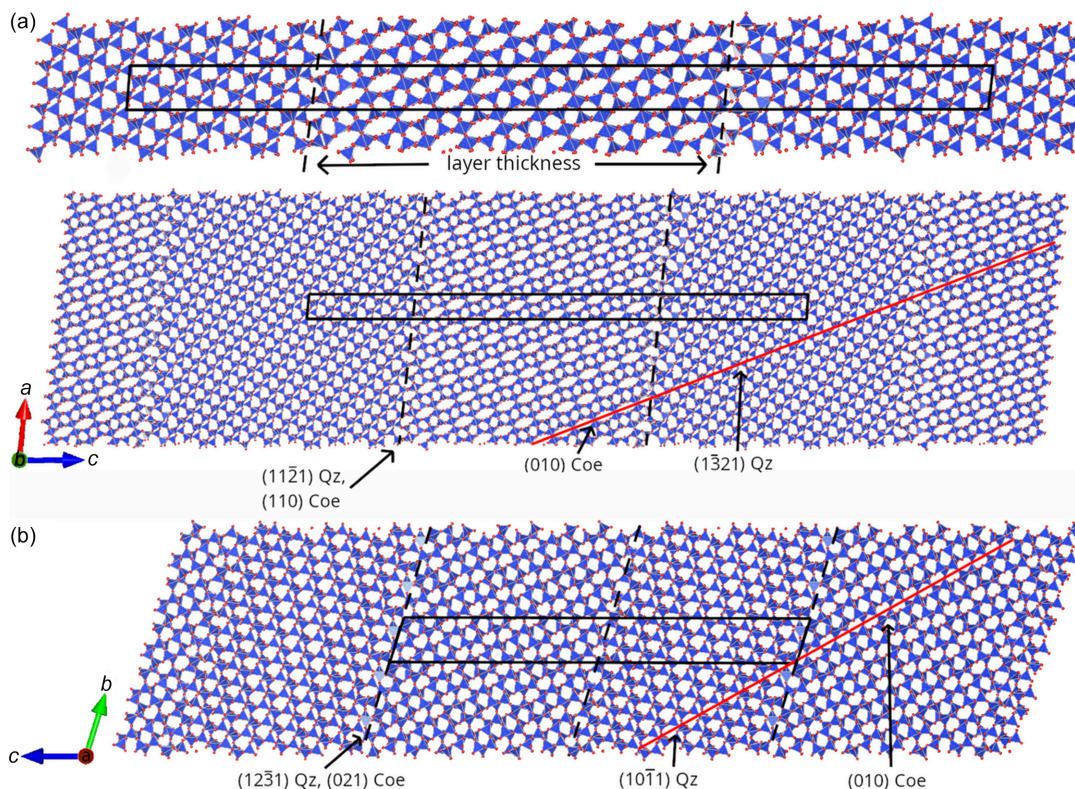 (a)
layer thickness
a
b
c
(112̄1) Qz,
(110) Coe
(010) Coe
(13̄21) Qz
(b)
b
c
a
(123̄1) Qz, (021) Coe
(101̄1) Qz
(010) Coe